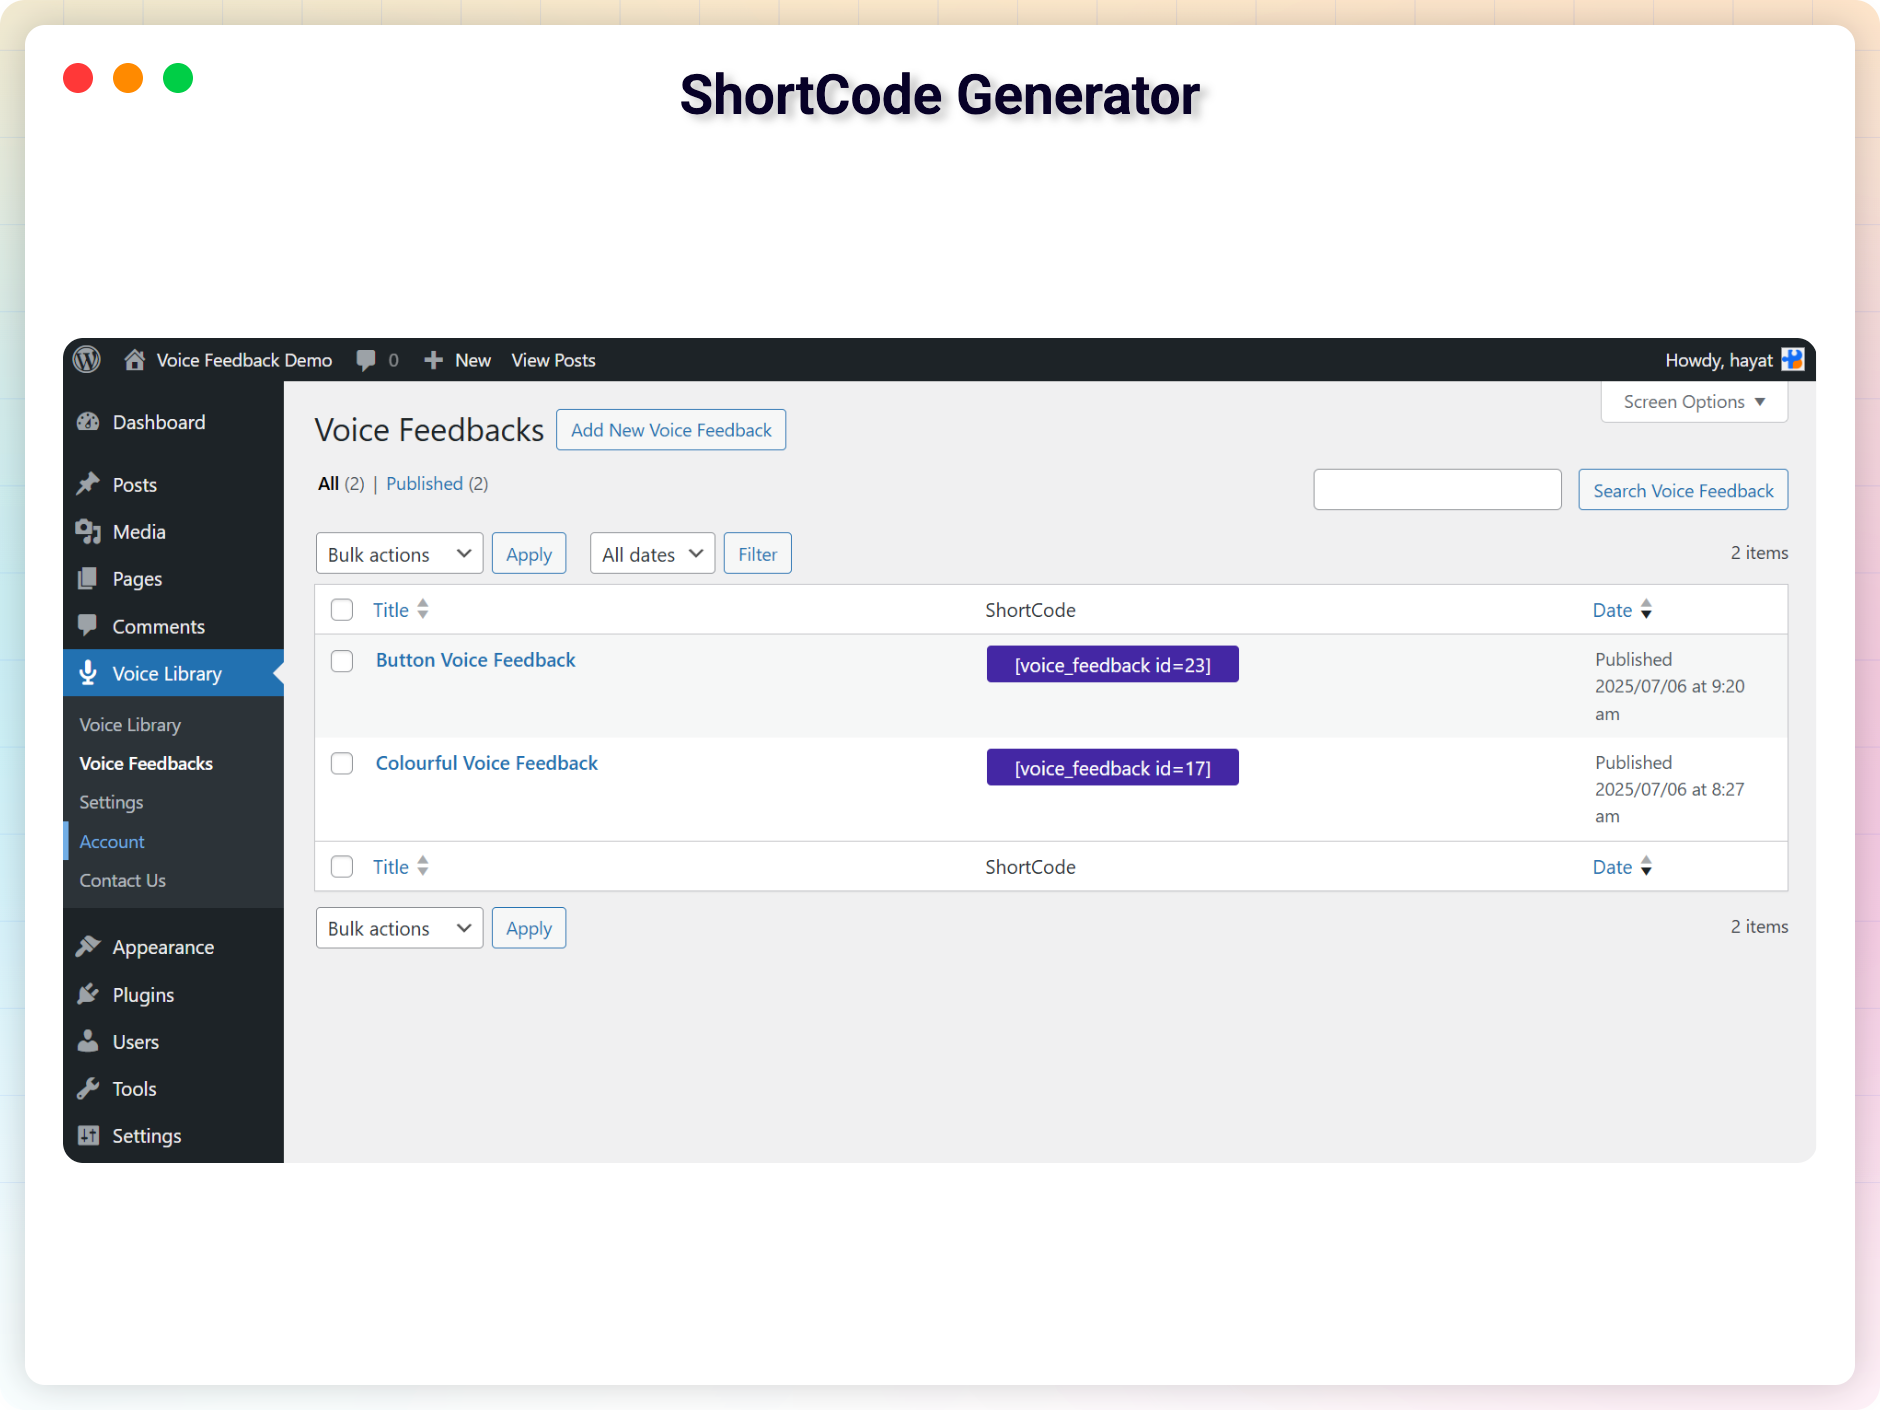 ShortCode Generator
Voice Feedback Demo 0 New View Posts Howdy, hayat
Screen Options
Dashboard
Posts
Media
Pages
Comments
Voice Library
Voice Library
Voice Feedbacks
Settings
Account
Contact Us
Appearance
Plugins
Users
Tools
Settings
Voice Feedbacks Add New Voice Feedback
All (2) | Published (2)
Search Voice Feedback
Bulk actions Apply All dates Filter 2 items
Title ShortCode Date
Button Voice Feedback [voice_feedback id=23] Published
2025/07/06 at 9:20
am
Colourful Voice Feedback [voice_feedback id=17] Published
2025/07/06 at 8:27
am
Title ShortCode Date
Bulk actions Apply 2 items